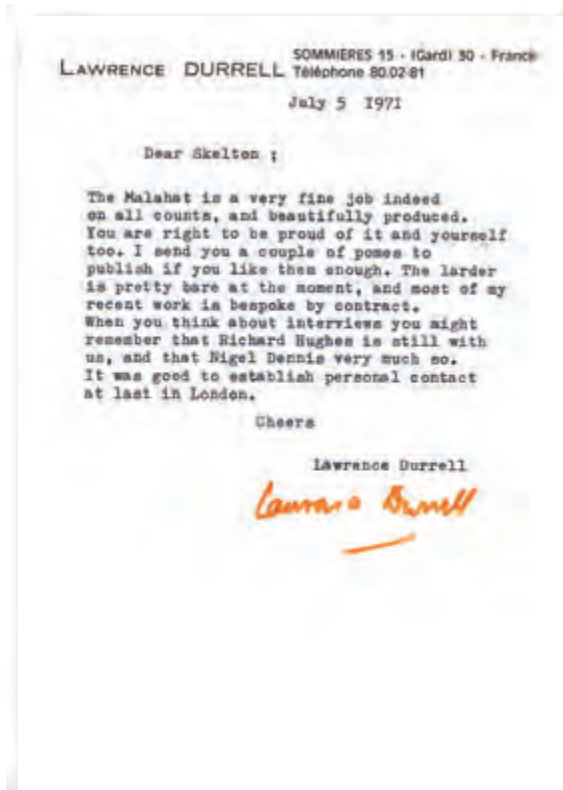 LAWRENCE DURRELL
SOMMIERES 15 - (Gard) 30 - France
Téléphone 80.02 81
July 5 1971
Dear Skelton ;
The Malahat is a very fine job indeed
on all counts, and beautifully produced.
You are right to be proud of it and yourself
too. I send you a couple of pomes to
publish if you like them enough. The larder
is pretty bare at the moment, and most of my
recent work is bespoke by contract.
When you think about interviews you might
remember that Richard Hughes is still with
us, and that Nigel Dennis very much so.
It was good to establish personal contact
at last in London.
Cheers
Lawrence Durrell
Lawrence Durrell